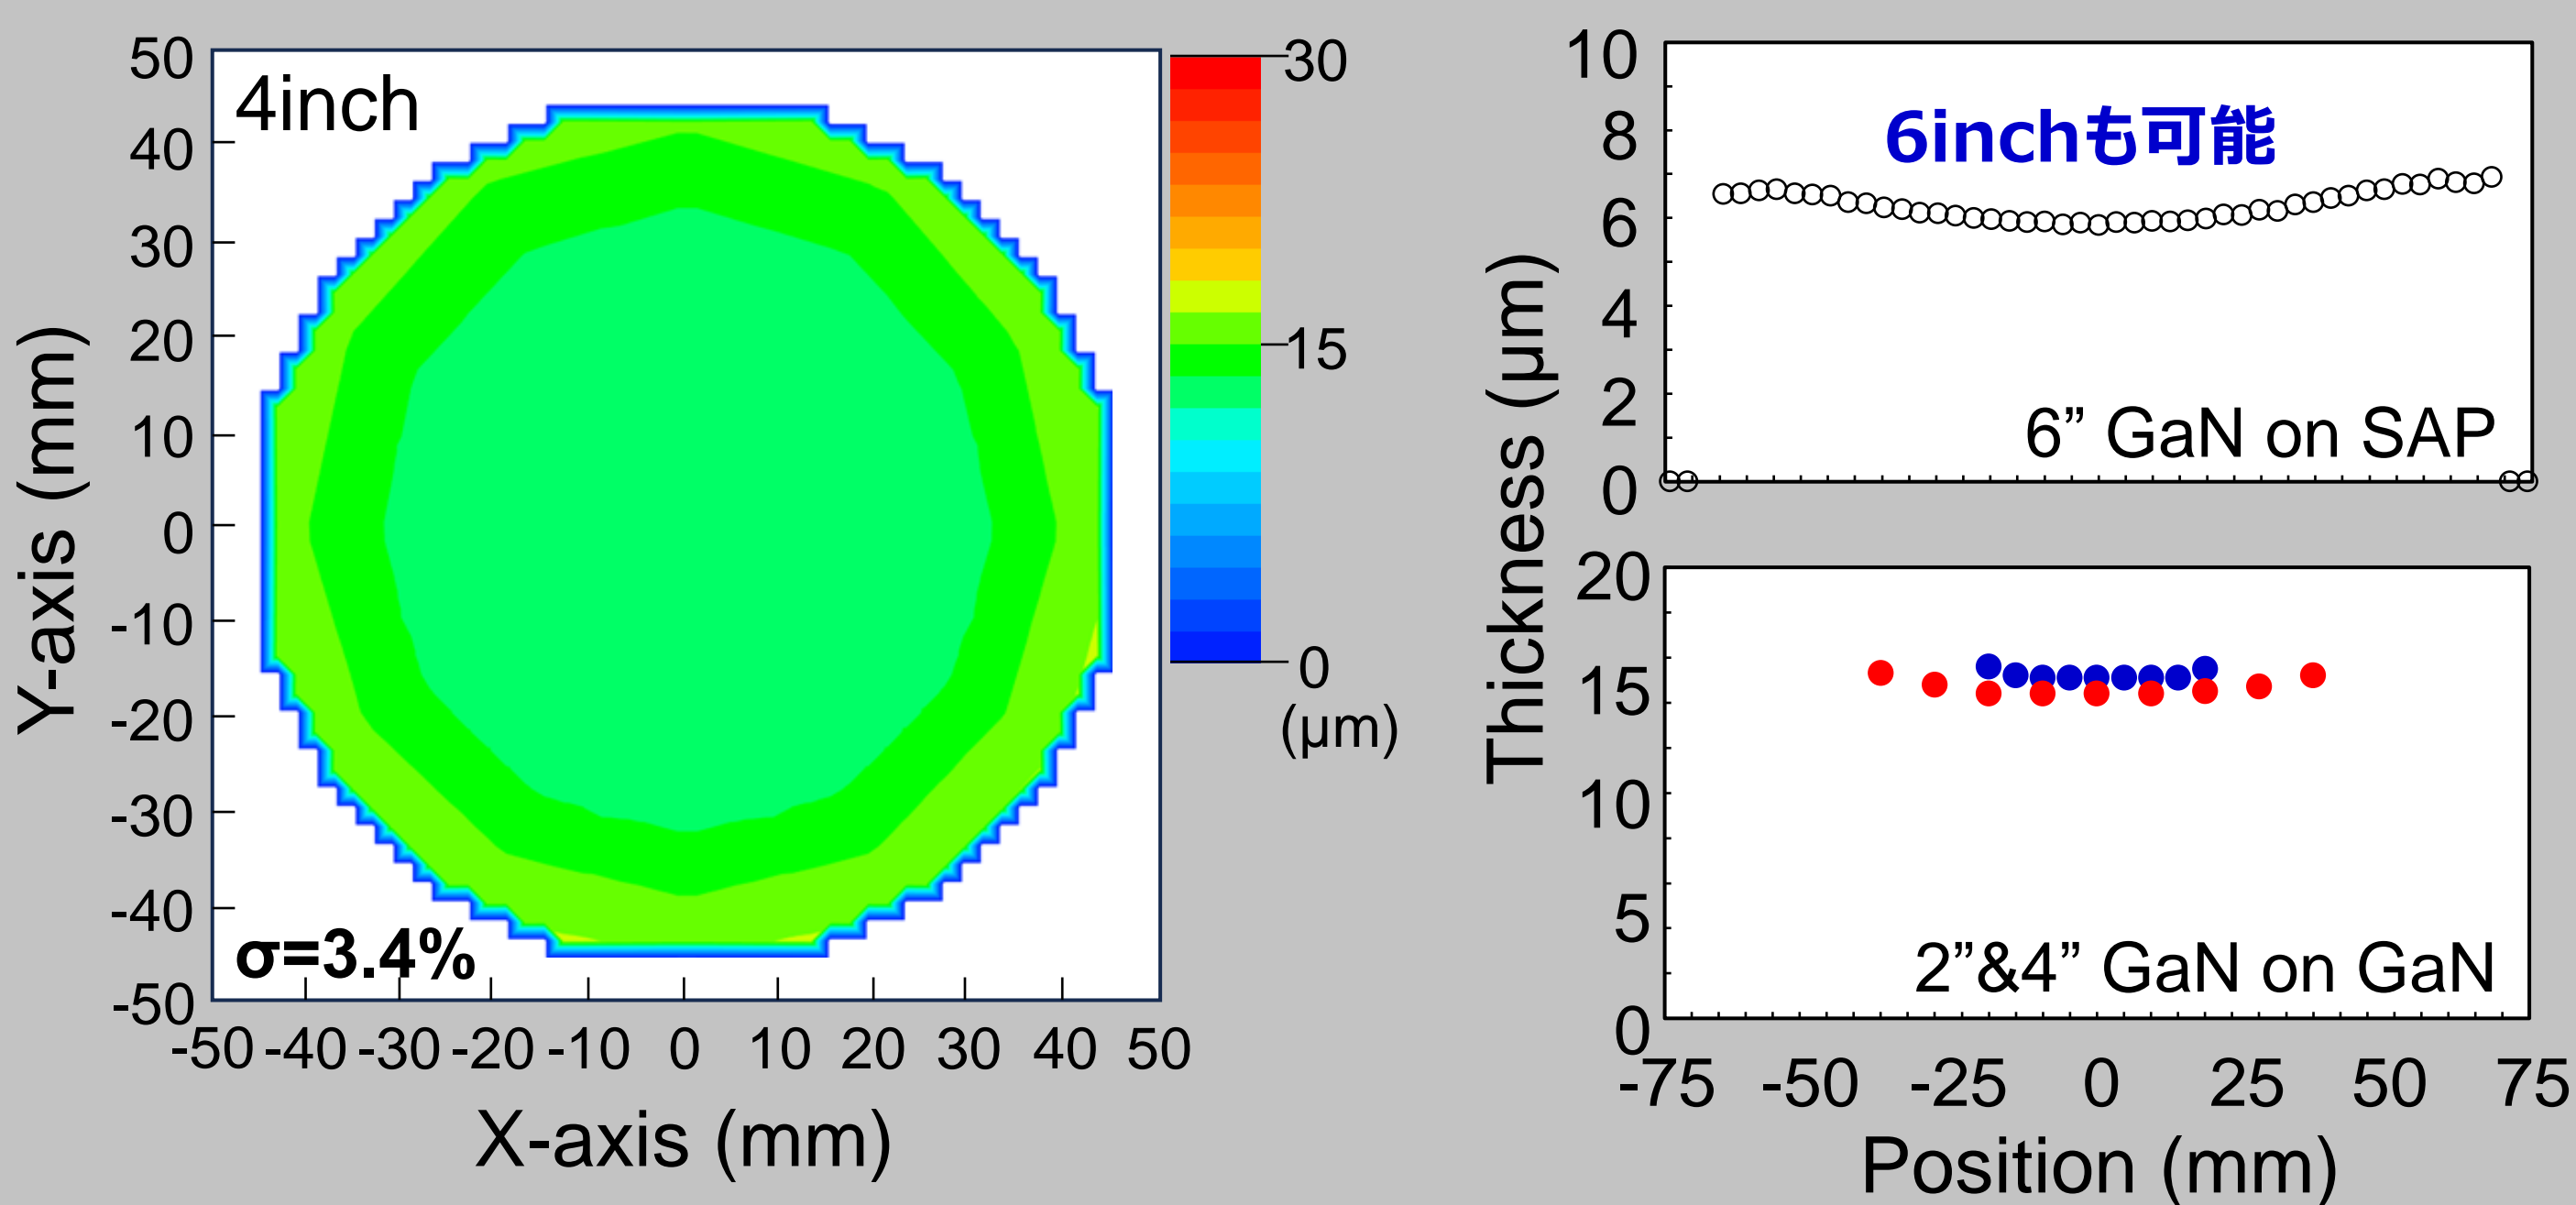 4inch
σ=3.4%
50
40
30
20
10
0
-10
-20
-30
-40
-50
Y-axis (mm)
-50 -40 -30 -20 -10 0 10 20 30 40 50
X-axis (mm)
30
15
0
(μm)
Thickness (μm)
10
8
6
4
2
0
6inchも可能
6” GaN on SAP
20
15
10
5
0
2”&4” GaN on GaN
-75 -50 -25 0 25 50 75
Position (mm)